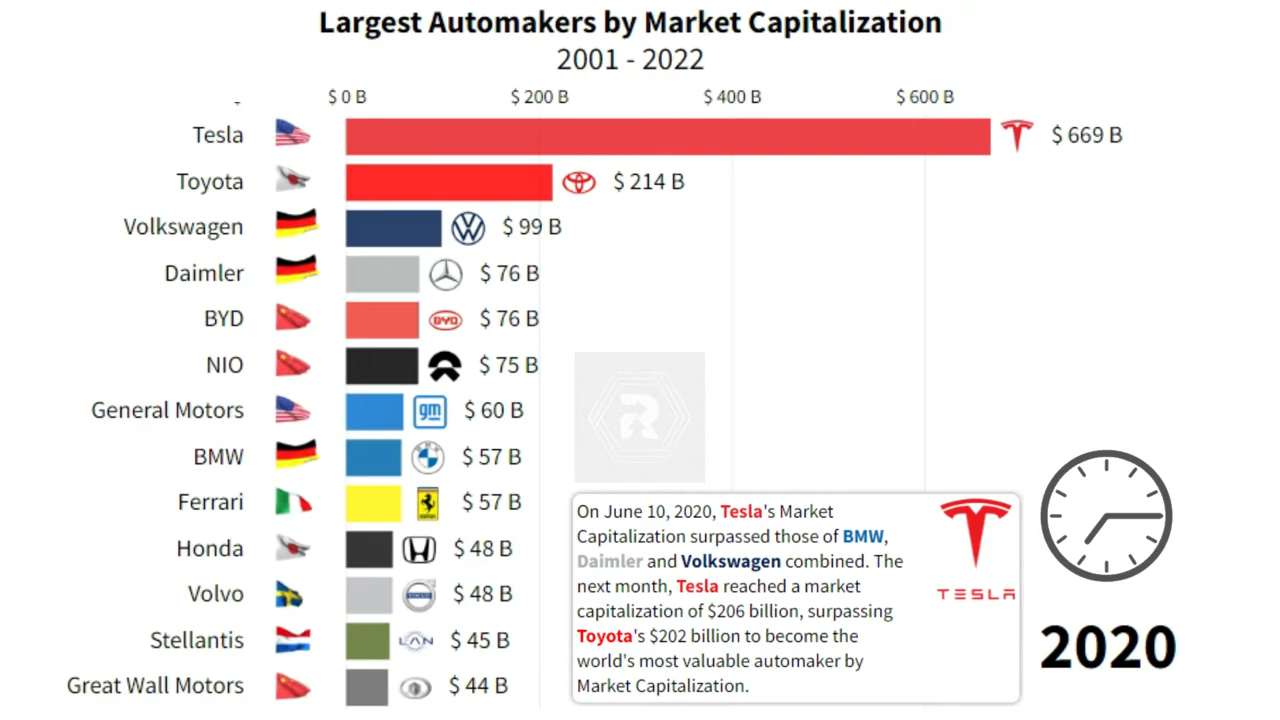 Largest Automakers by Market Capitalization
2001 - 2022
$ 0 B $ 200 B $ 400 B $ 600 B
Tesla $ 669 B
Toyota $ 214 B
Volkswagen $ 99 B
Daimler $ 76 B
BYD BYD $ 76 B
NIO $ 75 B
General Motors gm $ 60 B
BMW $ 57 B
Ferrari $ 57 B
Honda $ 48 B
Volvo $ 48 B
Stellantis $ 45 B
Great Wall Motors $ 44 B
On June 10, 2020, Tesla's Market
Capitalization surpassed those of BMW,
Daimler and Volkswagen combined. The
next month, Tesla reached a market
capitalization of $206 billion, surpassing
Toyota's $202 billion to become the
world's most valuable automaker by
Market Capitalization.
TESLA
2020